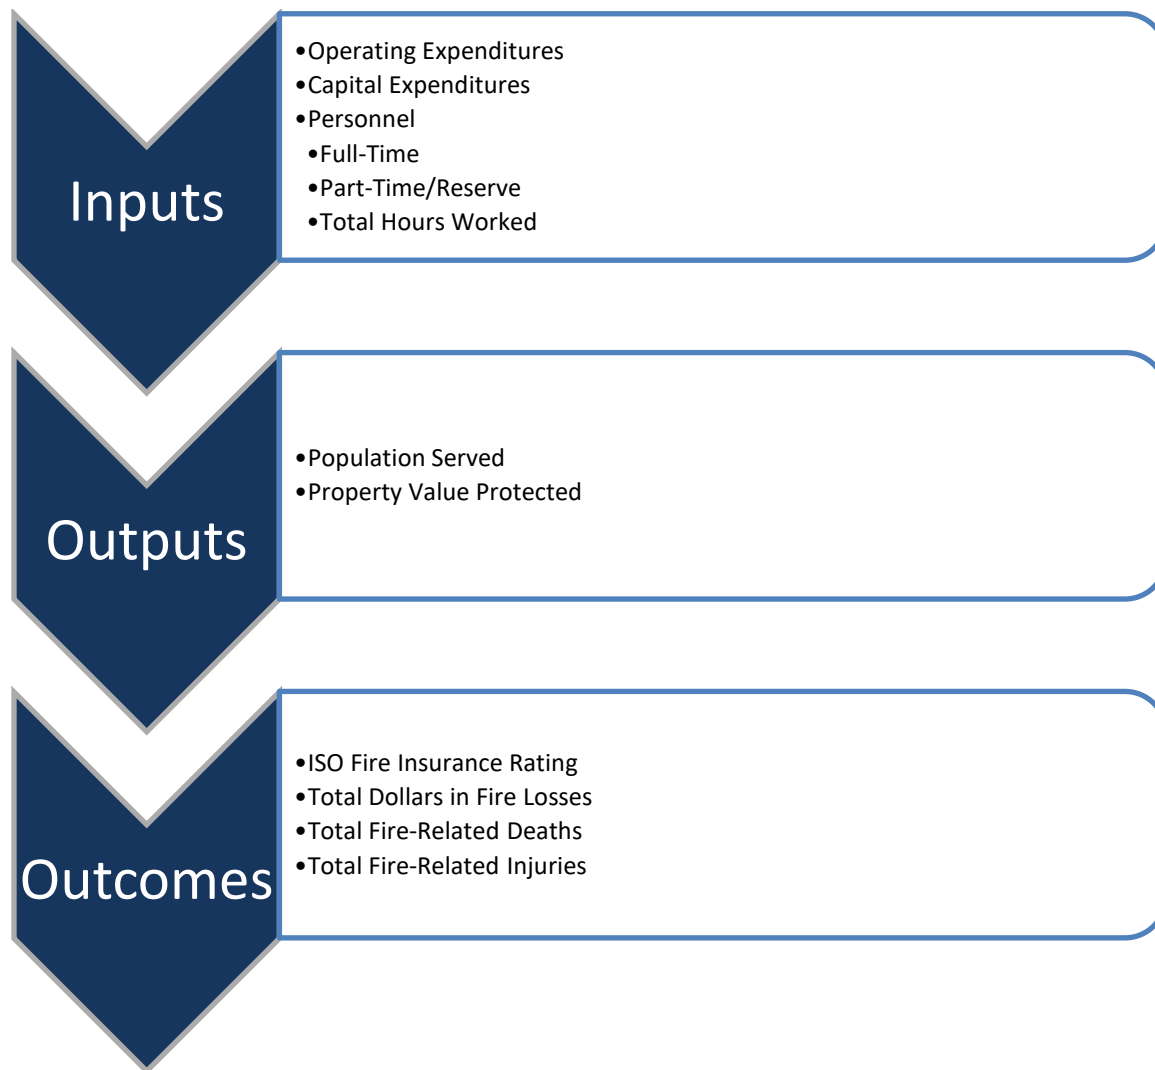 Inputs
•Operating Expenditures
•Capital Expenditures
•Personnel
•Full-Time
•Part-Time/Reserve
•Total Hours Worked
Outputs
•Population Served
•Property Value Protected
Outcomes
•ISO Fire Insurance Rating
•Total Dollars in Fire Losses
•Total Fire-Related Deaths
•Total Fire-Related Injuries